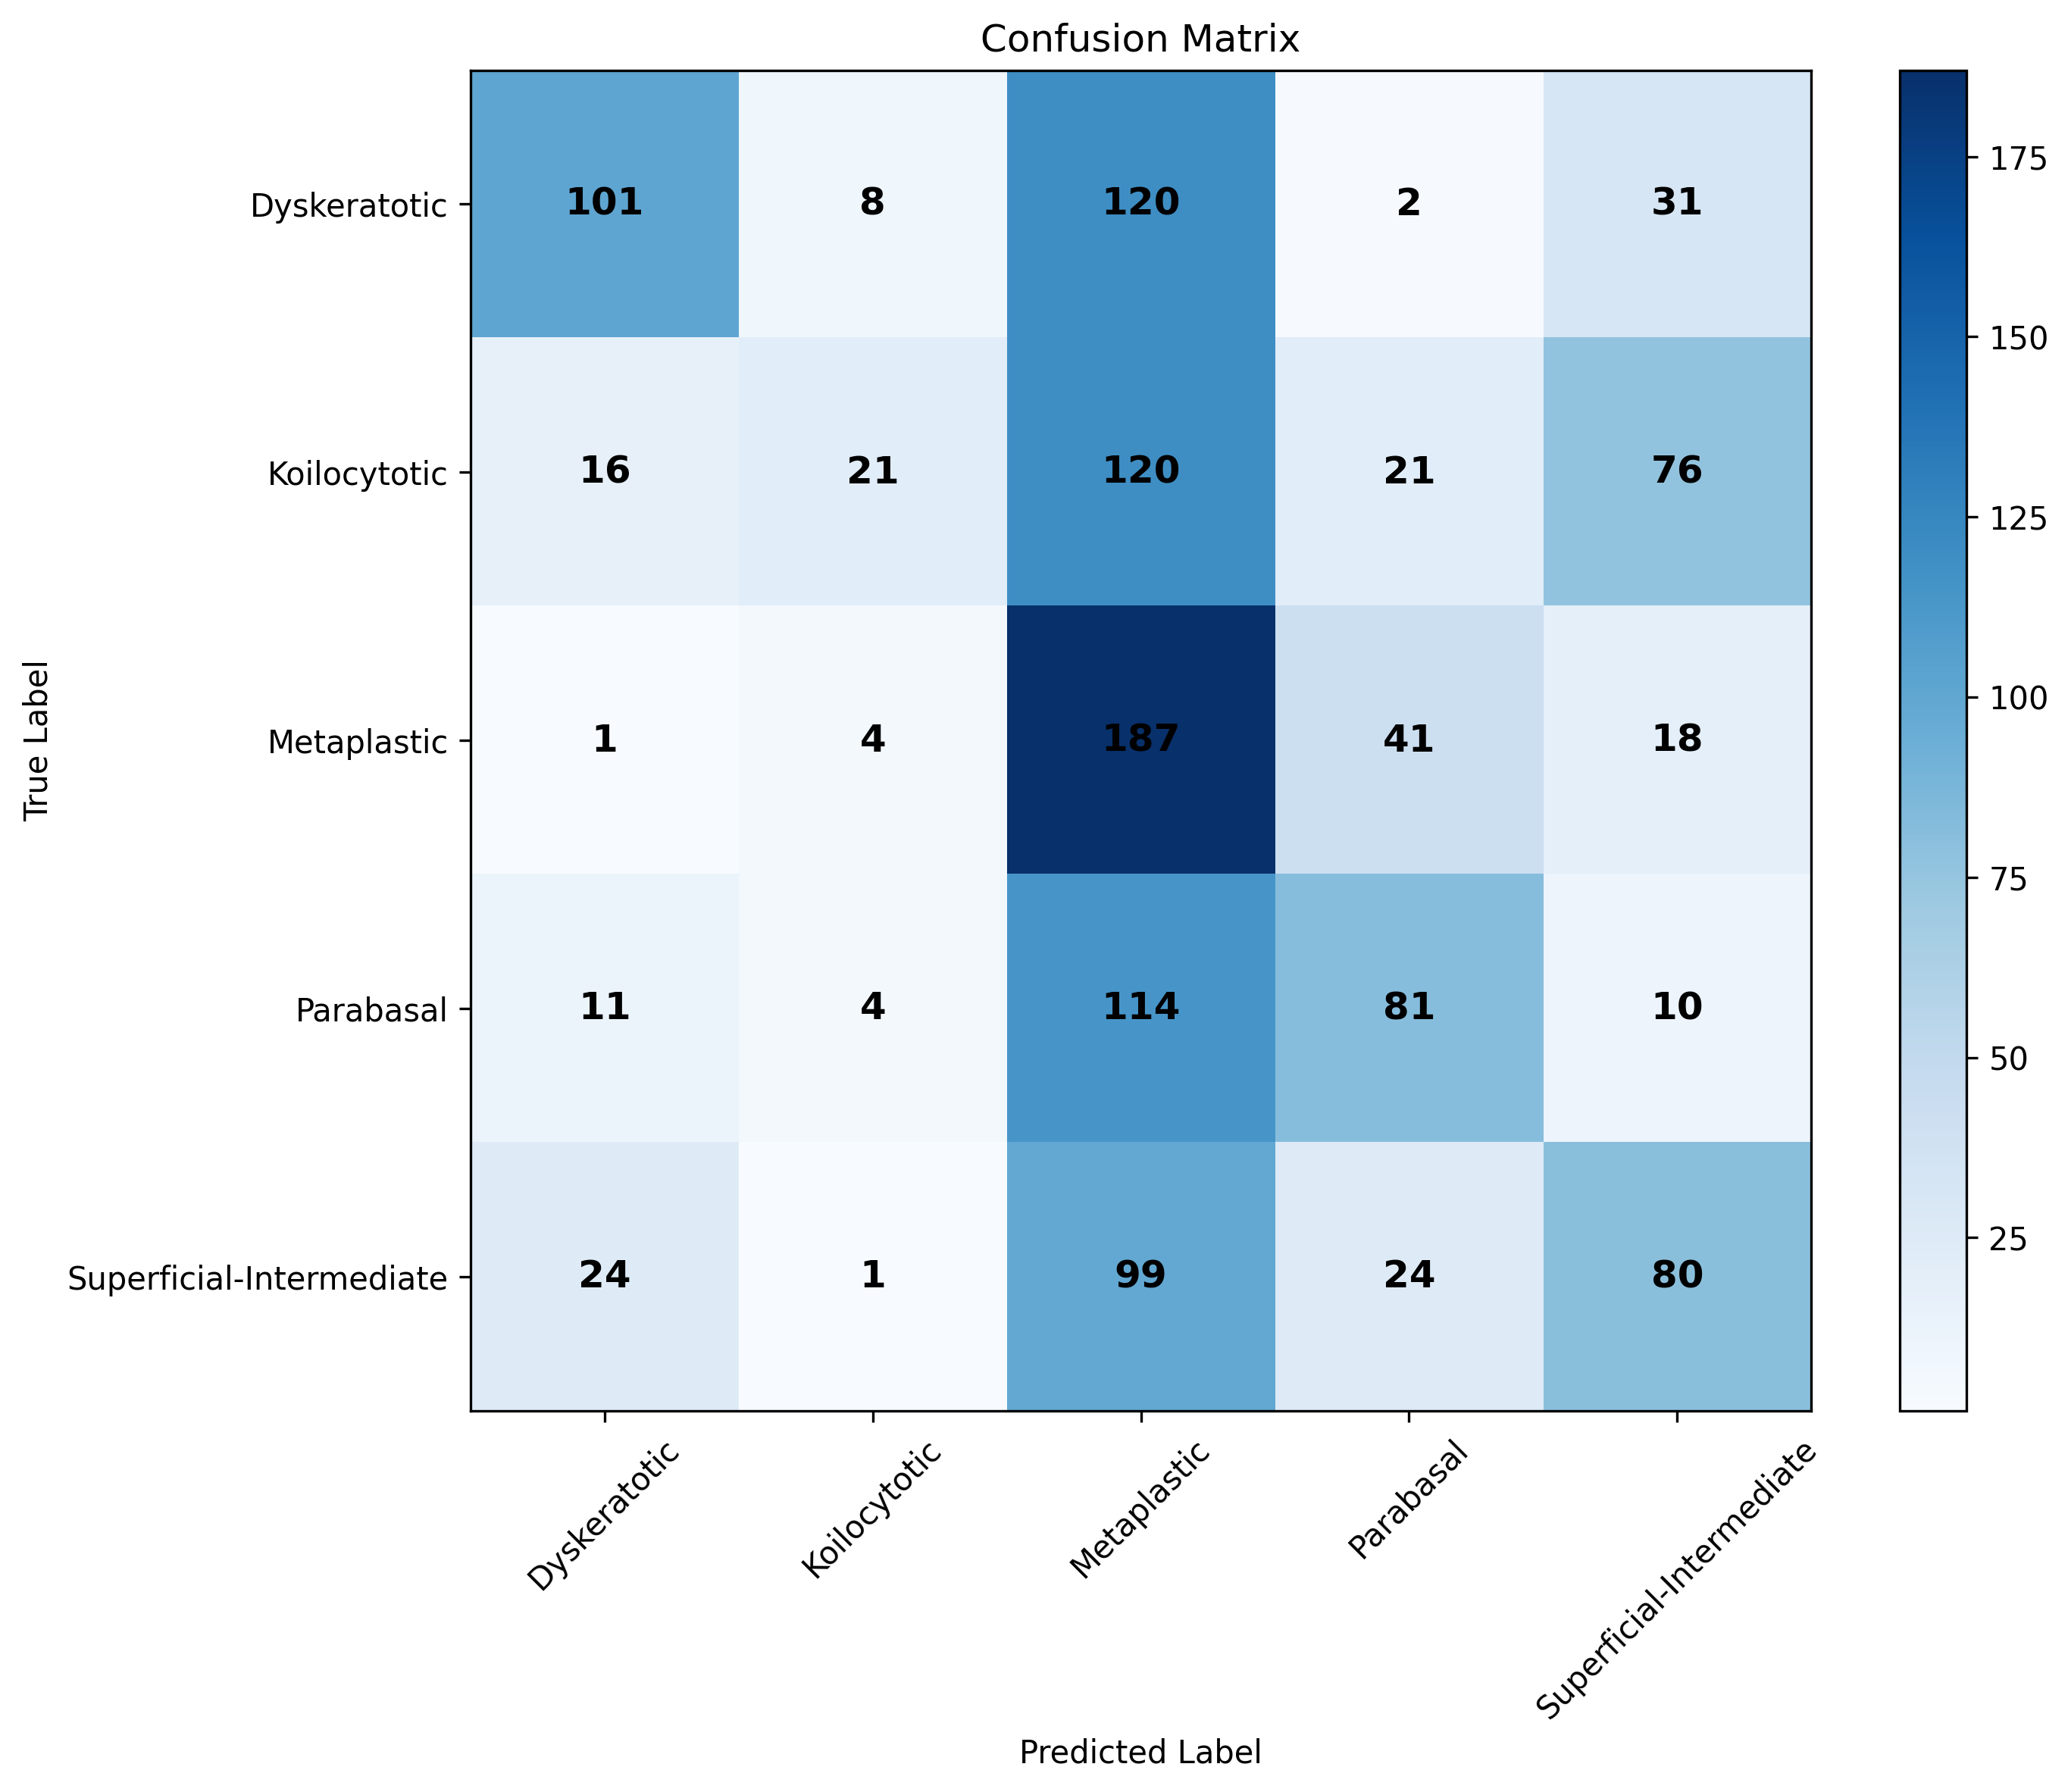 Confusion Matrix
True Label
Dyskeratotic 101 8 120 2 31
Koilocytotic 16 21 120 21 76
Metaplastic 1 4 187 41 18
Parabasal 11 4 114 81 10
Superficial-Intermediate 24 1 99 24 80
Dyskeratotic Koilocytotic Metaplastic Parabasal Superficial-Intermediate
Predicted Label
175
150
125
100
75
50
25